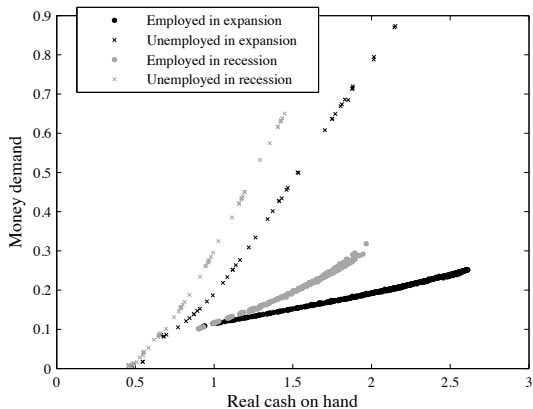 0.9
0.8
0.7
0.6
0.5
0.4
0.3
0.2
0.1
0
Money demand
Employed in expansion
Unemployed in expansion
Employed in recession
Unemployed in recession
0 0.5 1 1.5 2 2.5 3
Real cash on hand